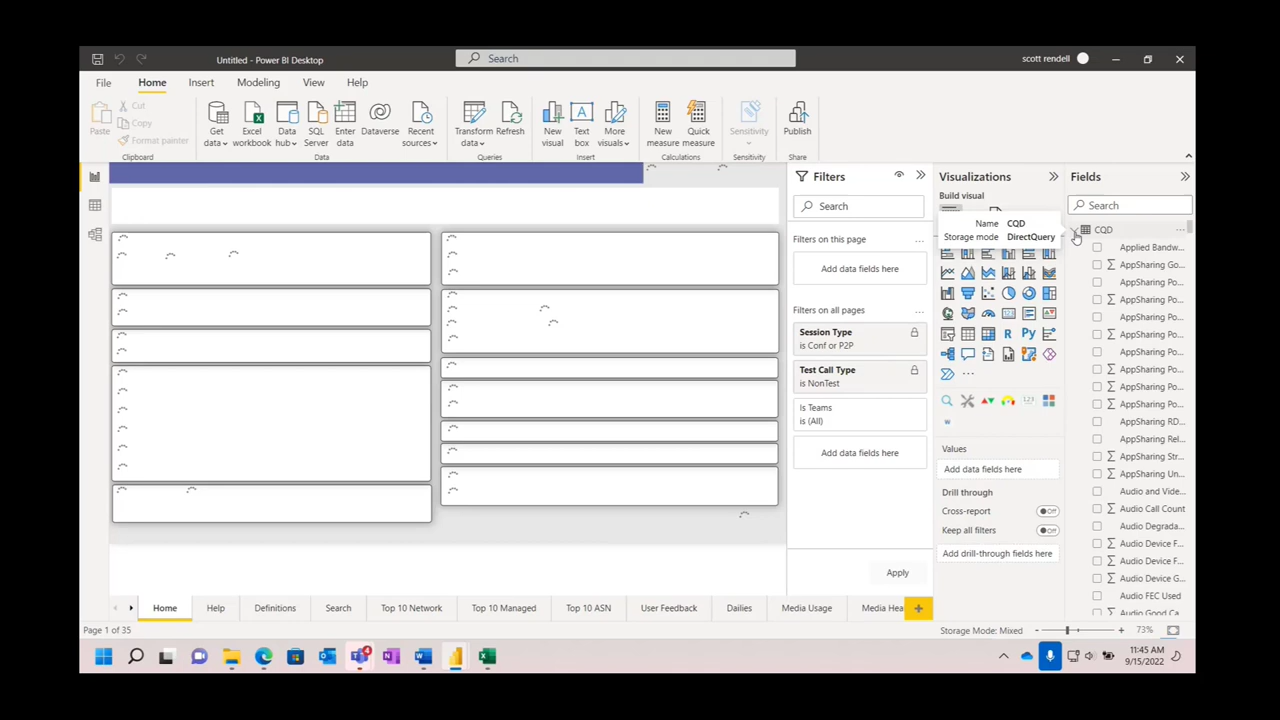 Untitled - Power BI Desktop
Search
scott rendell
File
Home
Insert
Modeling
View
Help
Paste
Cut
Copy
Format painter
Clipboard
Get data
Excel workbook
Data hub
SQL Server
Enter data
Dataverse
Recent sources
Data
Transform data
Refresh
Queries
New visual
Text box
More visuals
Insert
New measure
Quick measure
Calculations
Sensitivity
Sensitivity
Publish
Share
Filters
Search
Filters on this page
...
Add data fields here
Filters on all pages
...
Session Type
is Conf or P2P
Test Call Type
is NonTest
Is Teams
is (All)
Add data fields here
Apply
Visualizations
Build visual
Name CQD
Storage mode DirectQuery
R
Py
...
123
Values
Add data fields here
Drill through
Cross-report
Off
Keep all filters
Off
Add drill-through fields here
Fields
Search
CQD
...
Applied Bandw...
AppSharing Go...
AppSharing Po...
AppSharing Po...
AppSharing Po...
AppSharing Po...
AppSharing Po...
AppSharing Po...
AppSharing Po...
AppSharing Po...
AppSharing RD...
AppSharing Rel...
AppSharing Str...
AppSharing Un...
Audio and Vide...
Audio Call Count
Audio Degrada...
Audio Device F...
Audio Device F...
Audio Device G...
Audio FEC Used
Audio Good Ca...
Home
Help
Definitions
Search
Top 10 Network
Top 10 Managed
Top 10 ASN
User Feedback
Dailies
Media Usage
Media Hea
Page 1 of 35
Storage Mode: Mixed
73%
4
11:45 AM
9/15/2022